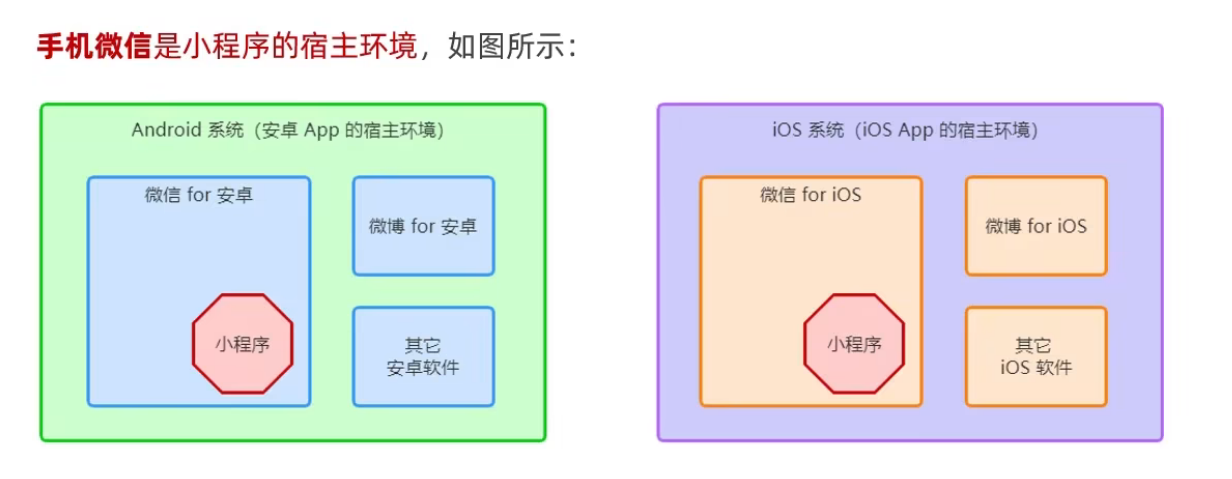 手机微信是小程序的宿主环境，如图所示：
Android 系统（安卓 App 的宿主环境）
微信 for 安卓
微博 for 安卓
小程序
其它
安卓软件
iOS 系统（iOS App 的宿主环境）
微信 for iOS
微博 for iOS
小程序
其它
iOS 软件